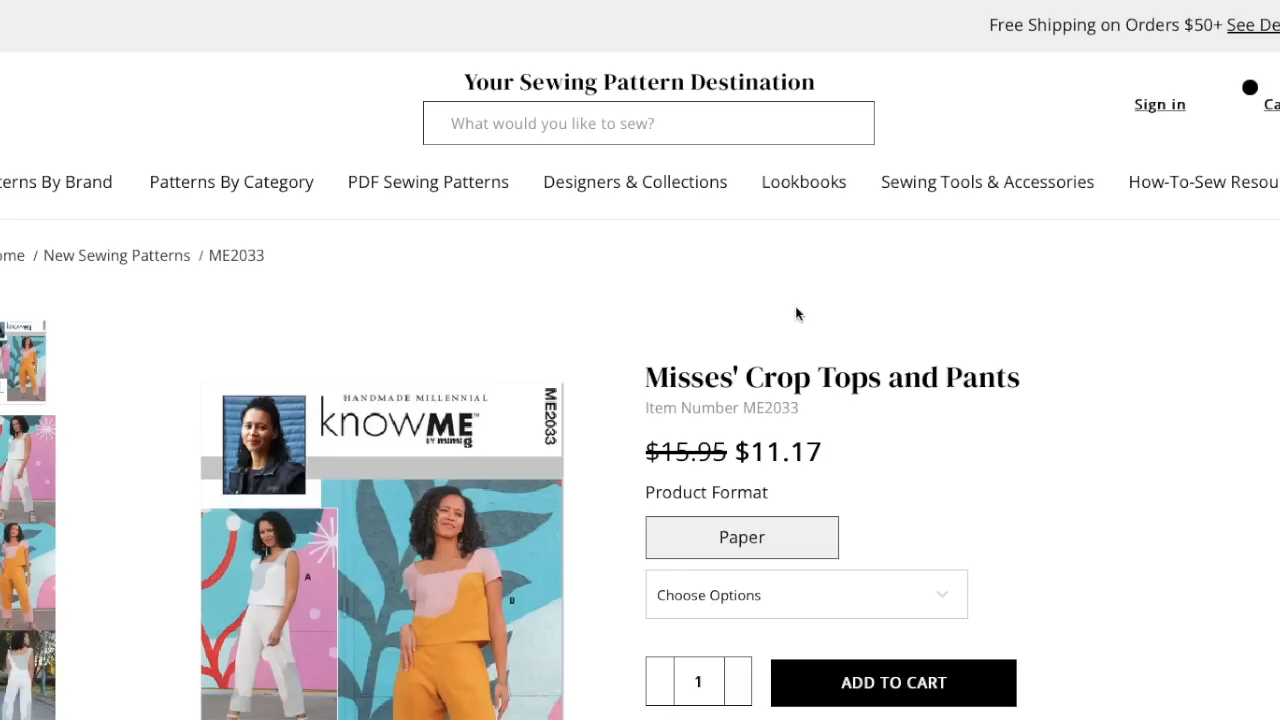 Free Shipping on Orders $50+ See De
Your Sewing Pattern Destination
What would you like to sew?
Sign in
Ca
terns By Brand
Patterns By Category
PDF Sewing Patterns
Designers & Collections
Lookbooks
Sewing Tools & Accessories
How-To-Sew Resou
ome / New Sewing Patterns / ME2033
HANDMADE MILLENNIAL
knowME™
BY mimi g
ME2033
A
B
Misses' Crop Tops and Pants
Item Number ME2033
$15.95 $11.17
Product Format
Paper
Choose Options
1
ADD TO CART